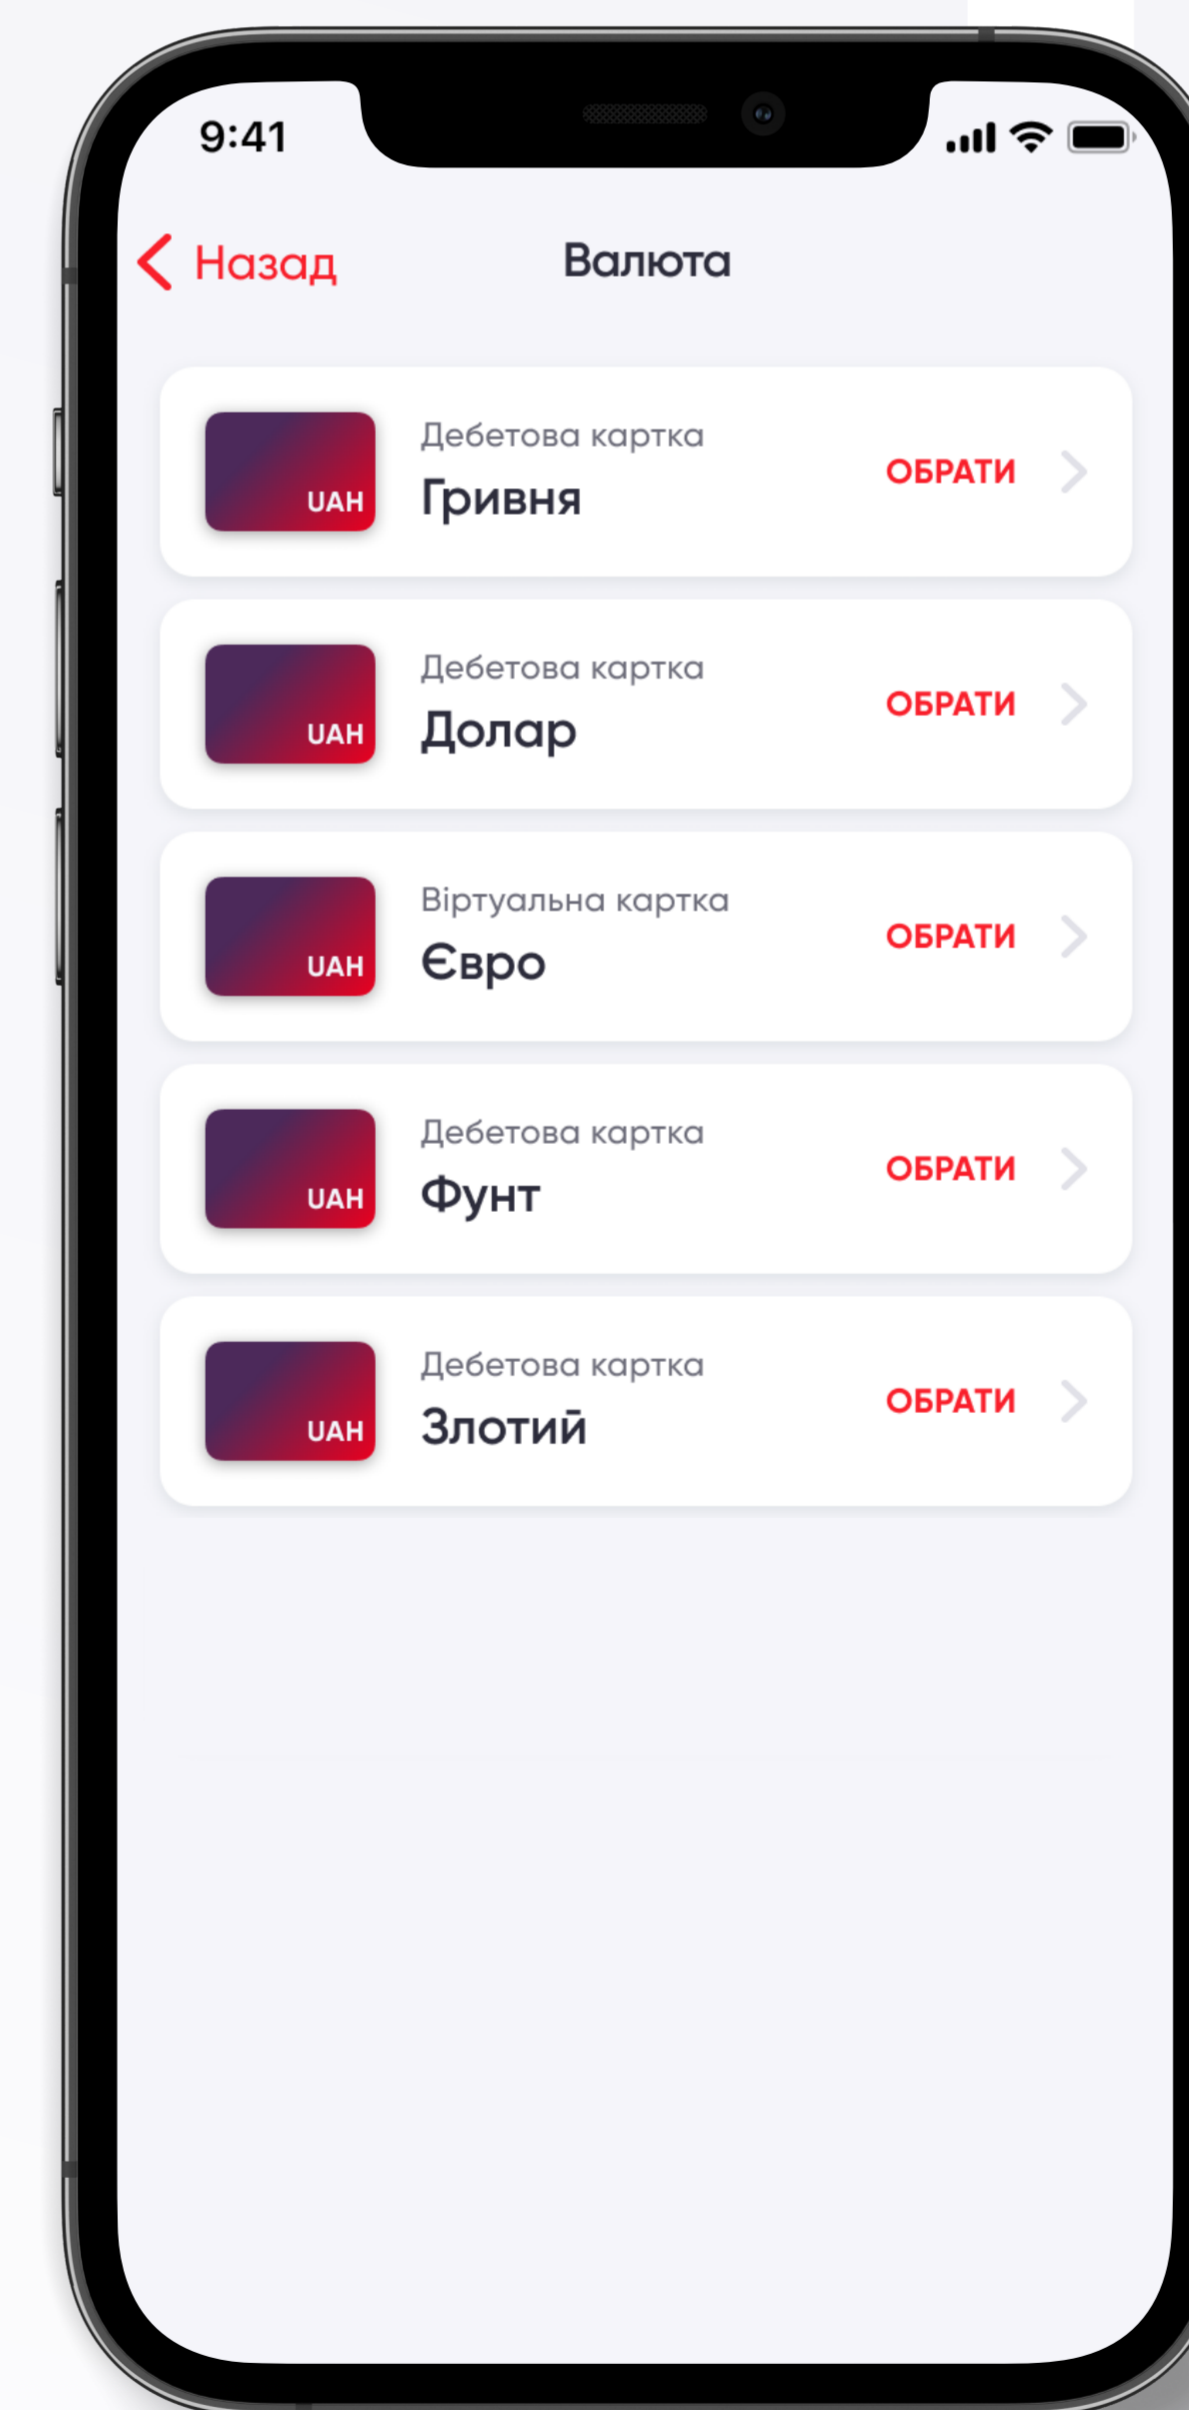 9:41
Назад
Валюта
Дебетова картка
Гривня
UAH
ОБРАТИ
Дебетова картка
Долар
UAH
ОБРАТИ
Віртуальна картка
Євро
UAH
ОБРАТИ
Дебетова картка
Фунт
UAH
ОБРАТИ
Дебетова картка
Злотий
UAH
ОБРАТИ